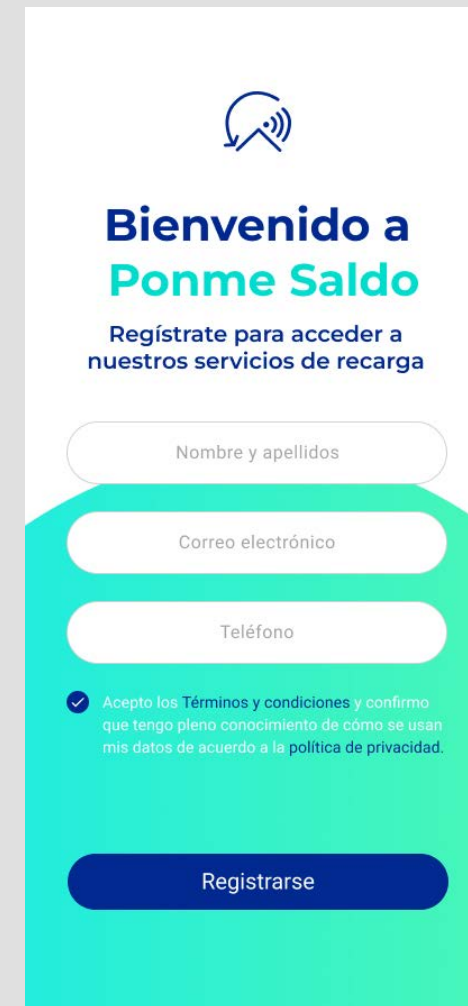 Bienvenido a
Ponme Saldo
Regístrate para acceder a
nuestros servicios de recarga
Nombre y apellidos
Correo electrónico
Teléfono
Acepto los Términos y condiciones y confirmo
que tengo pleno conocimiento de cómo se usan
mis datos de acuerdo a la política de privacidad.
Registrarse